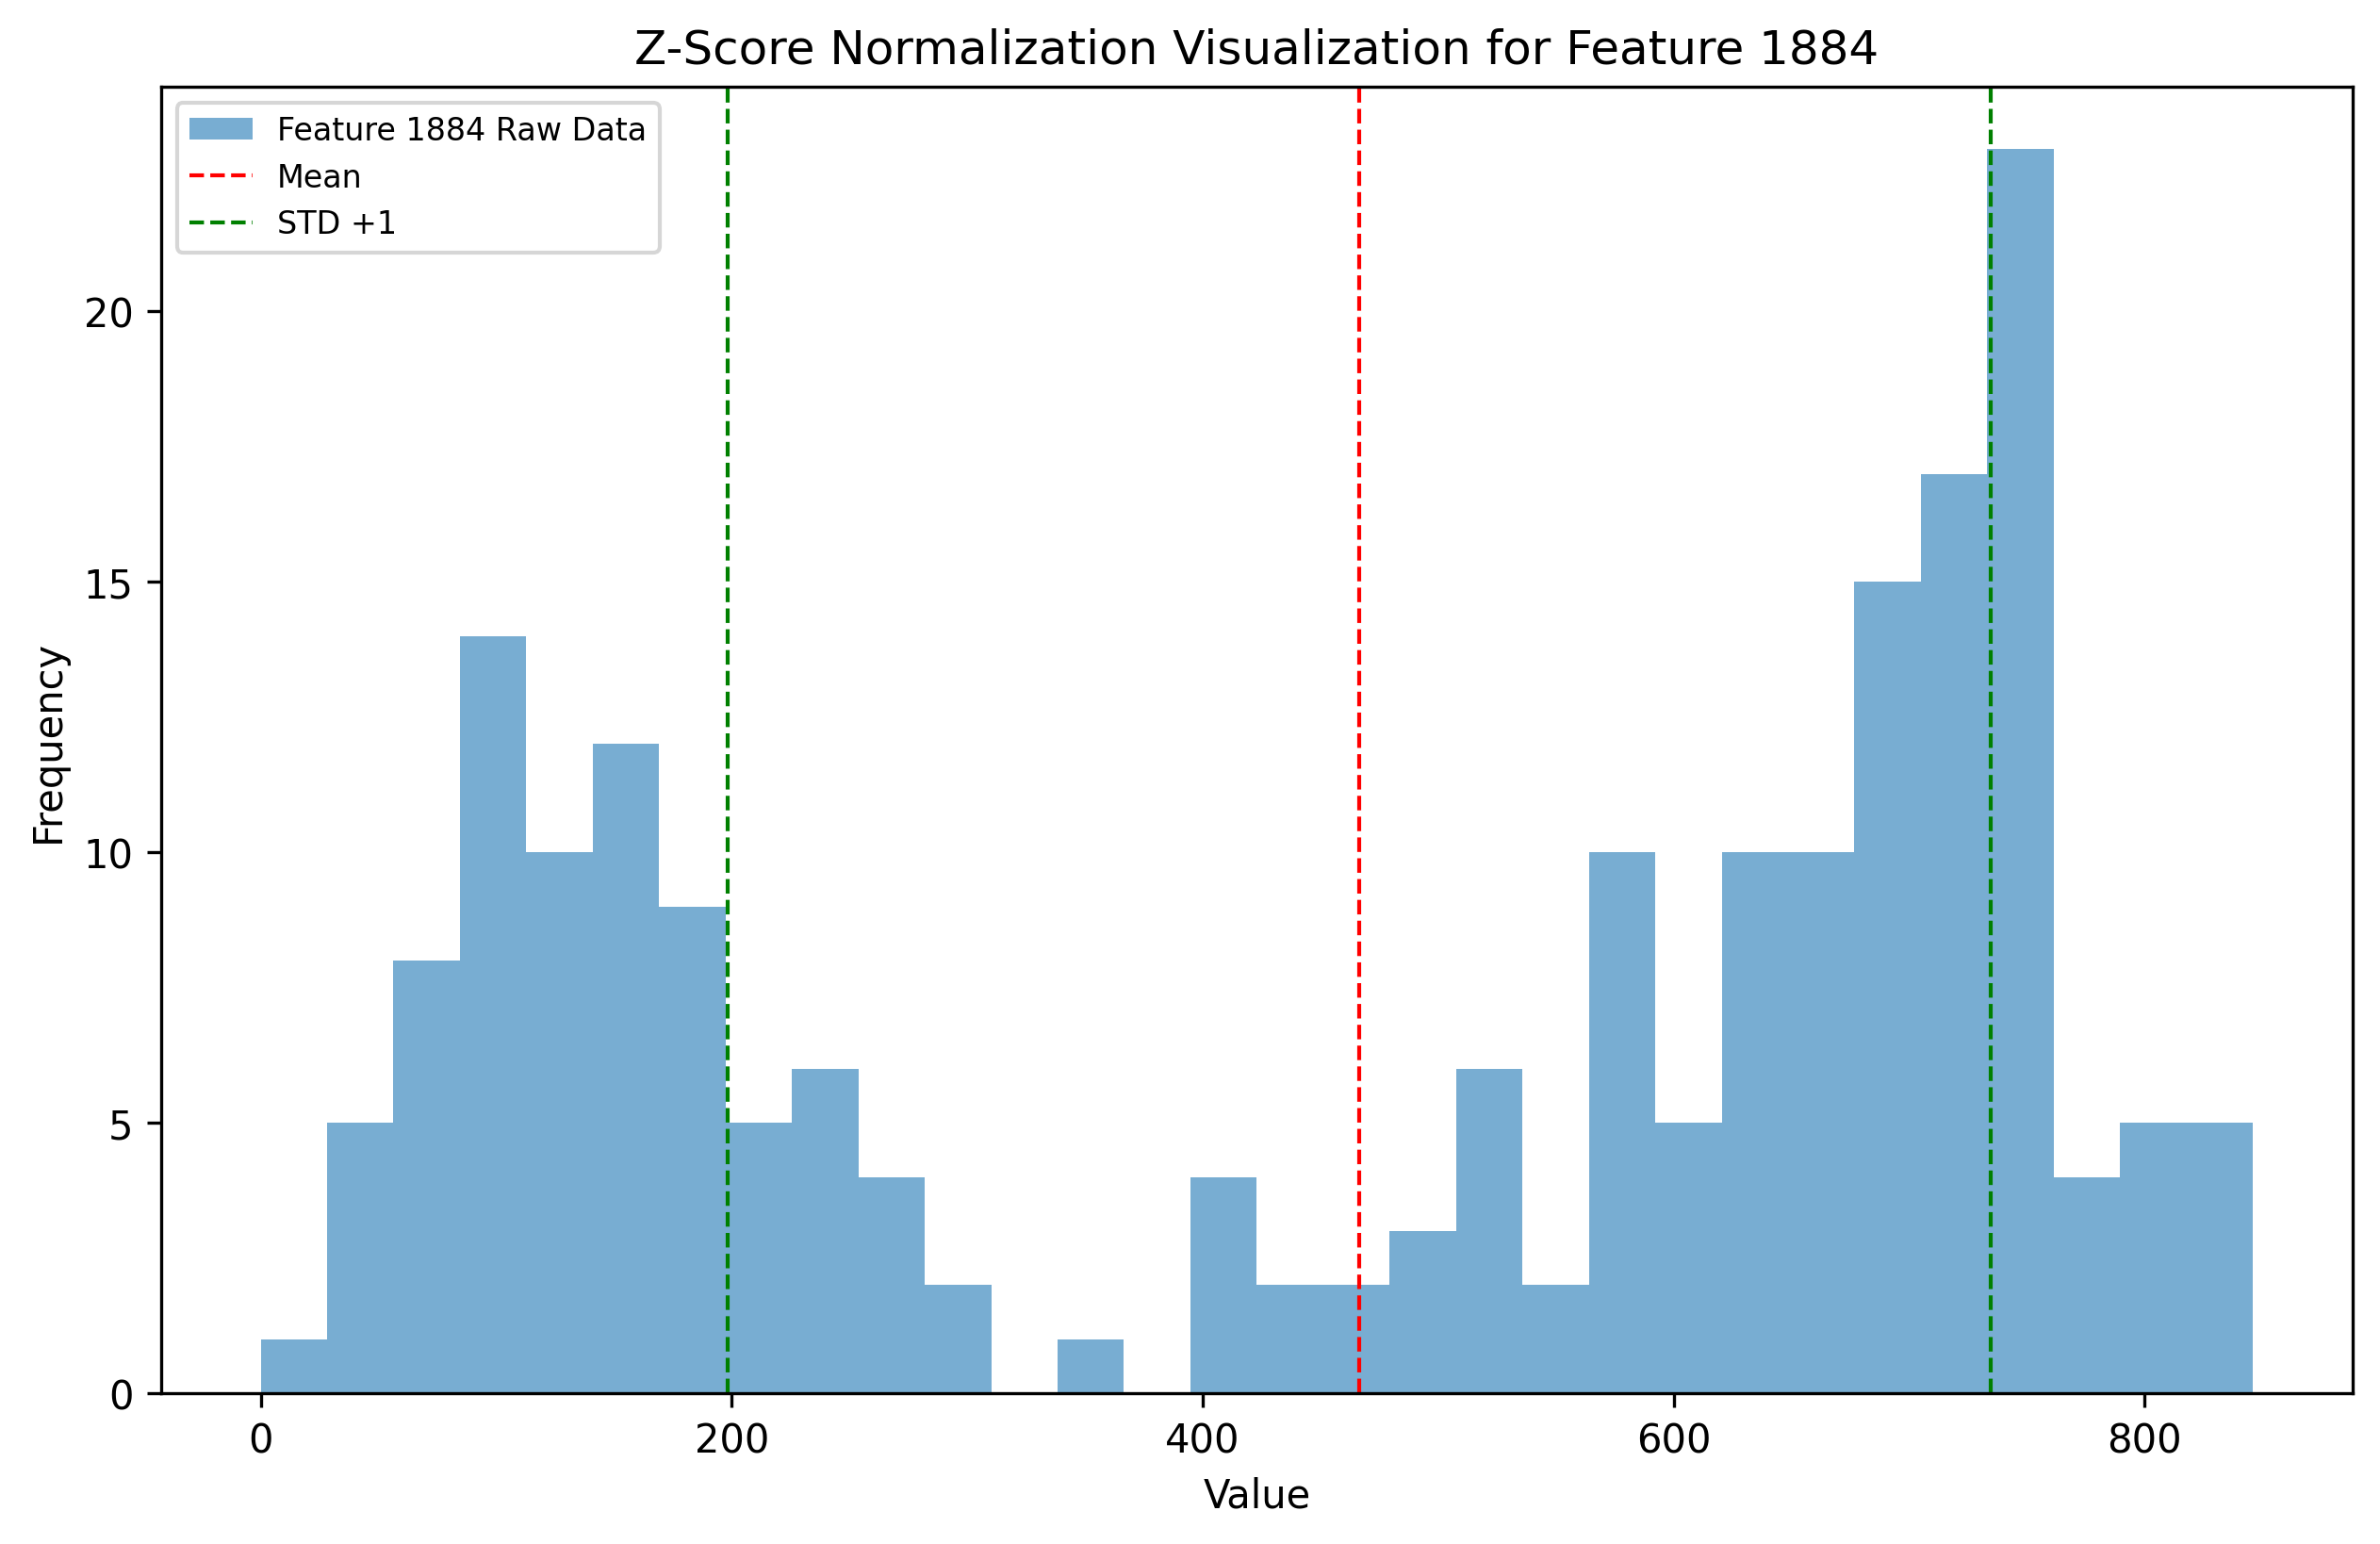 Z-Score Normalization Visualization for Feature 1884
Feature 1884 Raw Data
Mean
STD +1
Frequency
20
15
10
5
0
0 200 400 600 800
Value